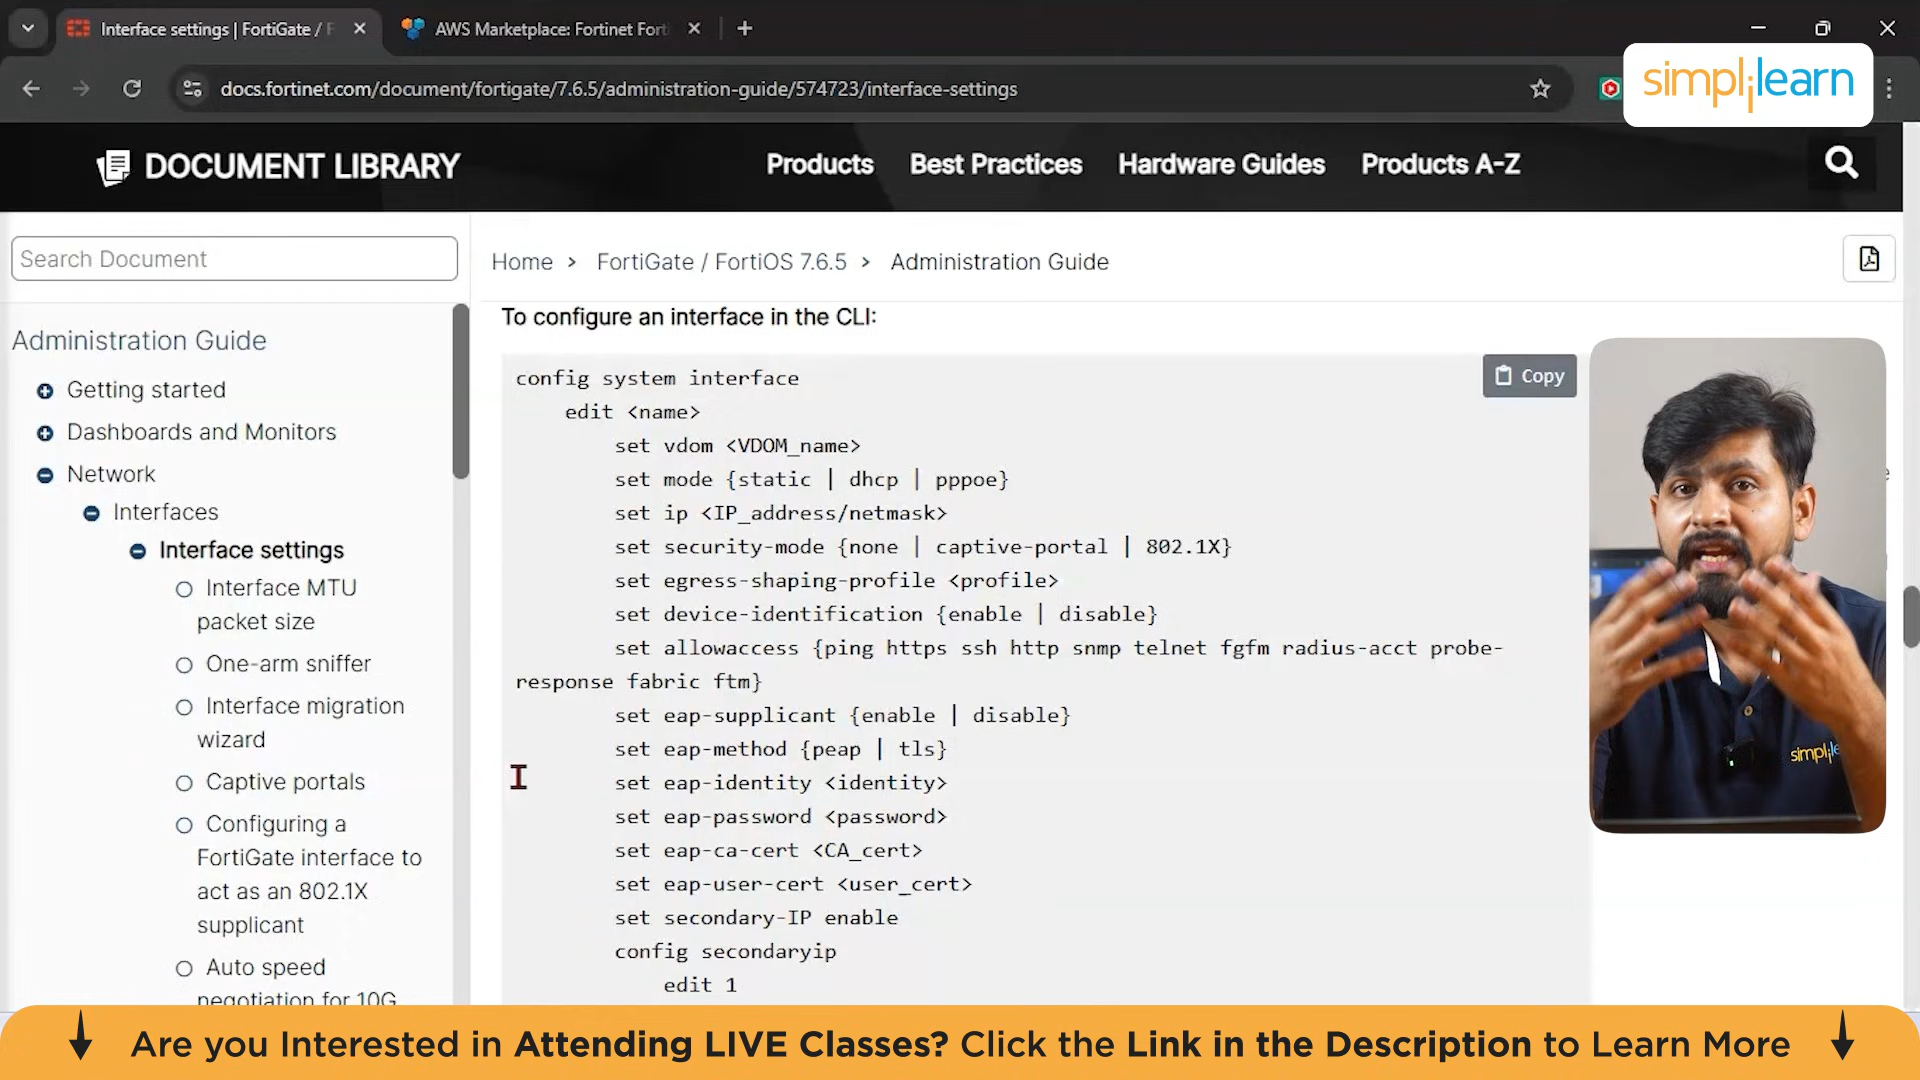 Interface settings | FortiGate / F
AWS Marketplace: Fortinet Forti
docs.fortinet.com/document/fortigate/7.6.5/administration-guide/574723/interface-settings
simplilearn
DOCUMENT LIBRARY
Products
Best Practices
Hardware Guides
Products A-Z
Search Document
Home > FortiGate / FortiOS 7.6.5 > Administration Guide
Administration Guide
Getting started
Dashboards and Monitors
Network
Interfaces
Interface settings
Interface MTU
packet size
One-arm sniffer
Interface migration
wizard
Captive portals
Configuring a
FortiGate interface to
act as an 802.1X
supplicant
Auto speed
negotiation for 10G
To configure an interface in the CLI:
Copy
config system interface
edit <name>
set vdom <VDOM_name>
set mode {static | dhcp | pppoe}
set ip <IP_address/netmask>
set security-mode {none | captive-portal | 802.1X}
set egress-shaping-profile <profile>
set device-identification {enable | disable}
set allowaccess {ping https ssh http snmp telnet fgfm radius-acct probe-
response fabric ftm}
set eap-supplicant {enable | disable}
set eap-method {peap | tls}
set eap-identity <identity>
set eap-password <password>
set eap-ca-cert <CA_cert>
set eap-user-cert <user_cert>
set secondary-IP enable
config secondaryip
edit 1
simplile
Are you Interested in Attending LIVE Classes? Click the Link in the Description to Learn More